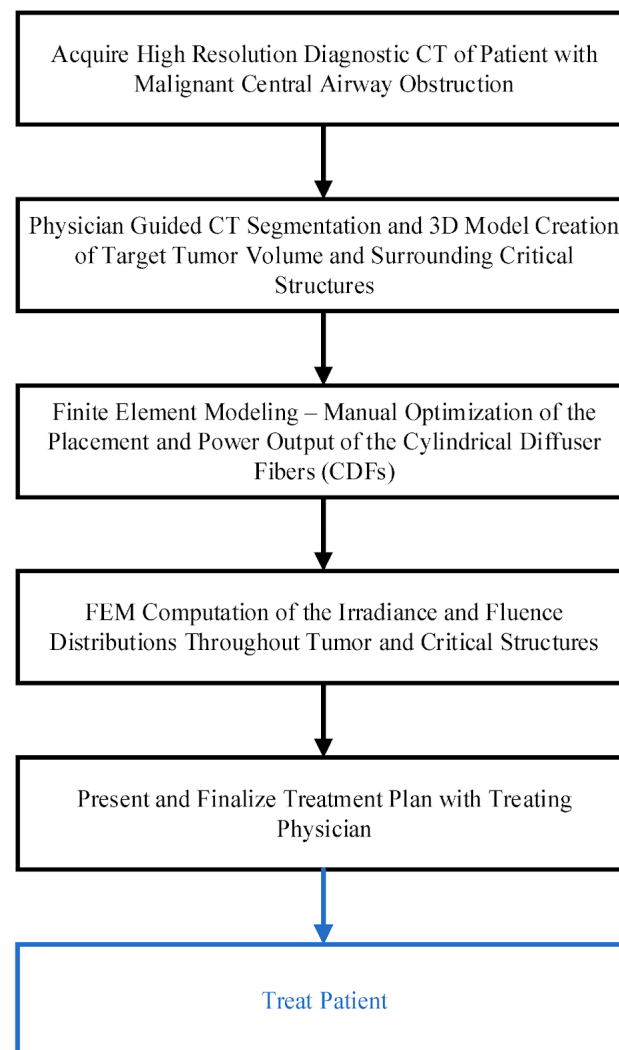 Acquire High Resolution Diagnostic CT of Patient with
Malignant Central Airway Obstruction
Physician Guided CT Segmentation and 3D Model Creation
of Target Tumor Volume and Surrounding Critical
Structures
Finite Element Modeling – Manual Optimization of the
Placement and Power Output of the Cylindrical Diffuser
Fibers (CDFs)
FEM Computation of the Irradiance and Fluence
Distributions Throughout Tumor and Critical Structures
Present and Finalize Treatment Plan with Treating
Physician
Treat Patient